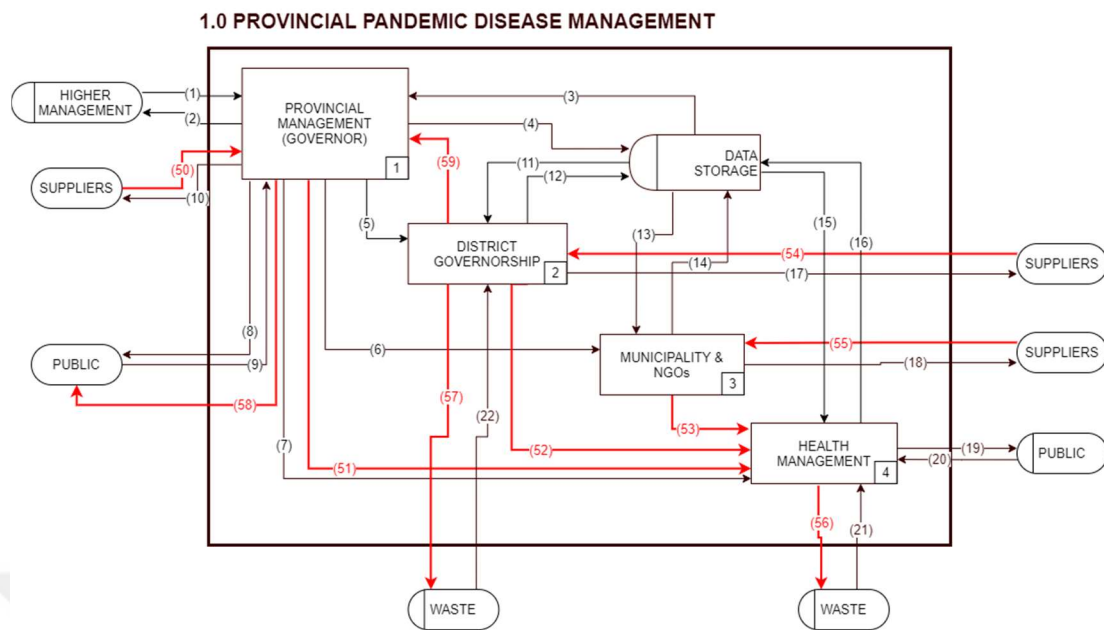 1.0 PROVINCIAL PANDEMIC DISEASE MANAGEMENT
HIGHER
MANAGEMENT
(1)
(2)
PROVINCIAL
MANAGEMENT
(GOVERNOR)
1
(3)
(4)
DATA
STORAGE
SUPPLIERS
(50)
(10)
(59)
(11)
(12)
(5)
(13)
(14)
(15)
(16)
DISTRICT
GOVERNORSHIP
2
(54)
(17)
SUPPLIERS
PUBLIC
(8)
(9)
(58)
(6)
MUNICIPALITY &
NGOs
3
(55)
(18)
SUPPLIERS
(57)
(22)
(7)
(51)
(52)
(53)
HEALTH
MANAGEMENT
4
(19)
(20)
PUBLIC
(56)
(21)
WASTE
WASTE